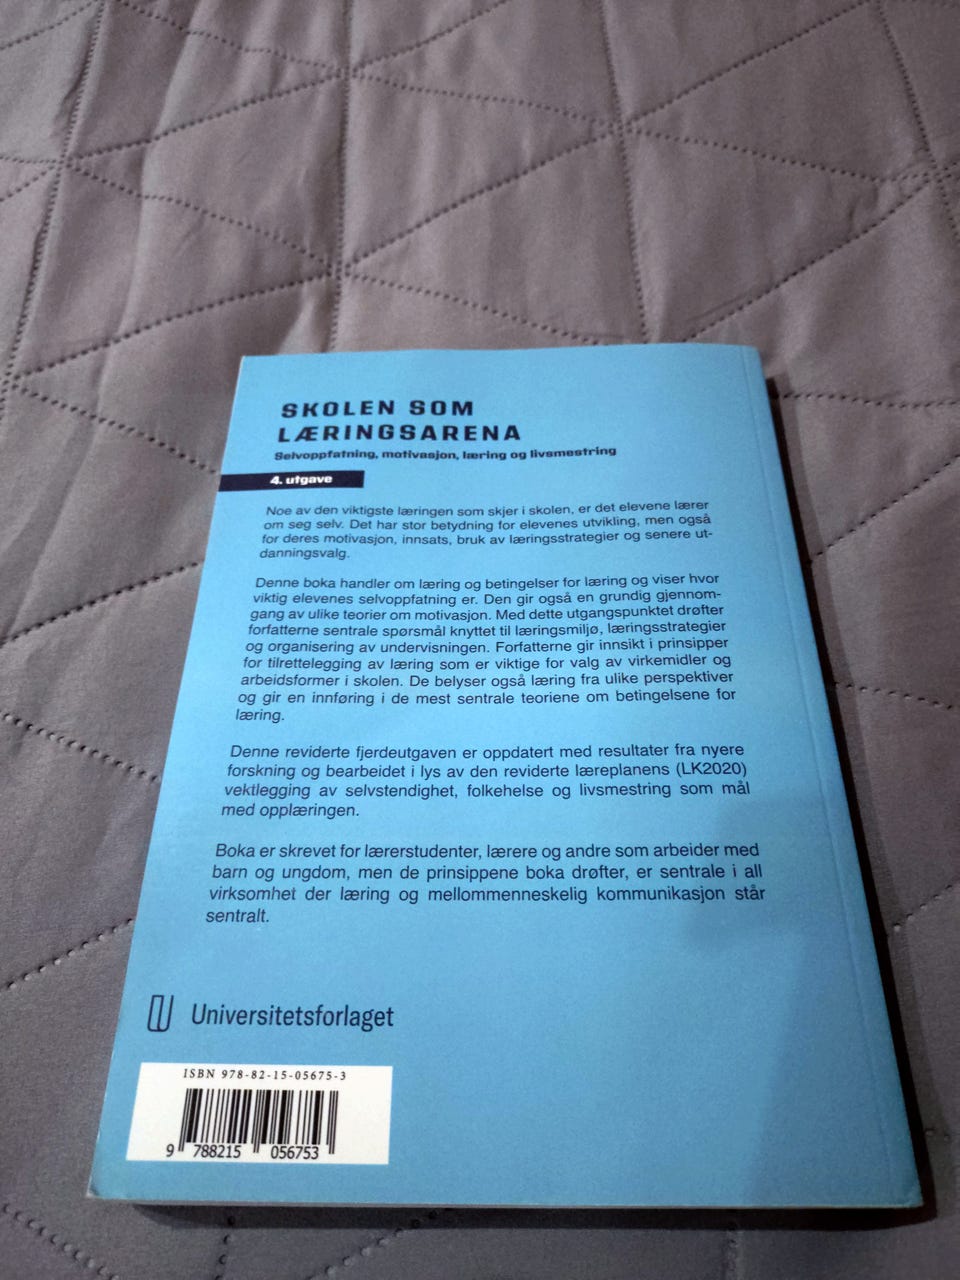 SKOLEN SOM
LÆRINGSARENA
Selvoppfatning, motivasjon, læring og livsmestring
4. utgave
Noe av den viktigste læringen som skjer i skolen, er det elevene lærer
om seg selv. Det har stor betydning for elevenes utvikling, men også
for deres motivasjon, innsats, bruk av læringsstrategier og senere ut-
danningsvalg.
Denne boka handler om læring og betingelser for læring og viser hvor
viktig elevenes selvoppfatning er. Den gir også en grundig gjennom-
gang av ulike teorier om motivasjon. Med dette utgangspunktet drøfter
forfatterne sentrale spørsmål knyttet til læringsmiljø, læringsstrategier
og organisering av undervisningen. Forfatterne gir innsikt i prinsipper
for tilrettelegging av læring som er viktige for valg av virkemidler og
arbeidsformer i skolen. De belyser også læring fra ulike perspektiver
og gir en innføring i de mest sentrale teoriene om betingelsene for
læring.
Denne reviderte fjerdeutgaven er oppdatert med resultater fra nyere
forskning og bearbeidet i lys av den reviderte læreplanens (LK2020)
vektlegging av selvstendighet, folkehelse og livsmestring som mål
med opplæringen.
Boka er skrevet for lærerstudenter, lærere og andre som arbeider med
barn og ungdom, men de prinsippene boka drøfter, er sentrale i all
virksomhet der læring og mellommenneskelig kommunikasjon står
sentralt.
Universitetsforlaget
ISBN 978-82-15-05675-3
9 788215 056753